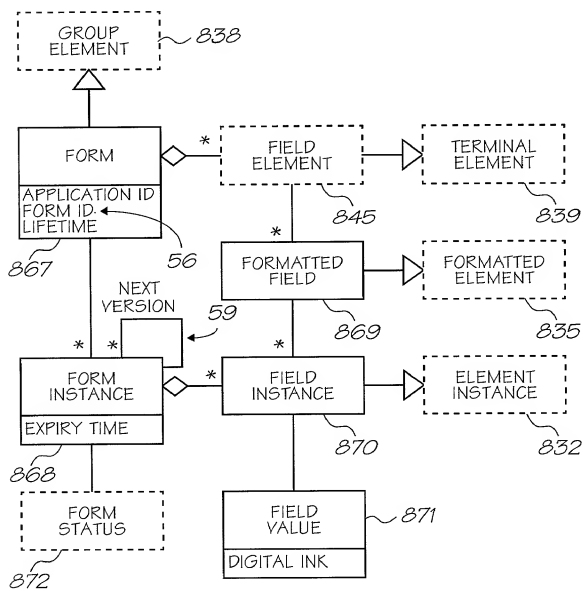 GROUP
ELEMENT
838
FORM
*
FIELD
ELEMENT
TERMINAL
ELEMENT
APPLICATION ID
FORM ID
LIFETIME
56
867
845
839
*
FORMATTED
FIELD
FORMATTED
ELEMENT
869
835
NEXT
VERSION
59
*
*
*
FORM
INSTANCE
*
FIELD
INSTANCE
ELEMENT
INSTANCE
EXPIRY TIME
868
870
832
FORM
STATUS
872
FIELD
VALUE
871
DIGITAL INK